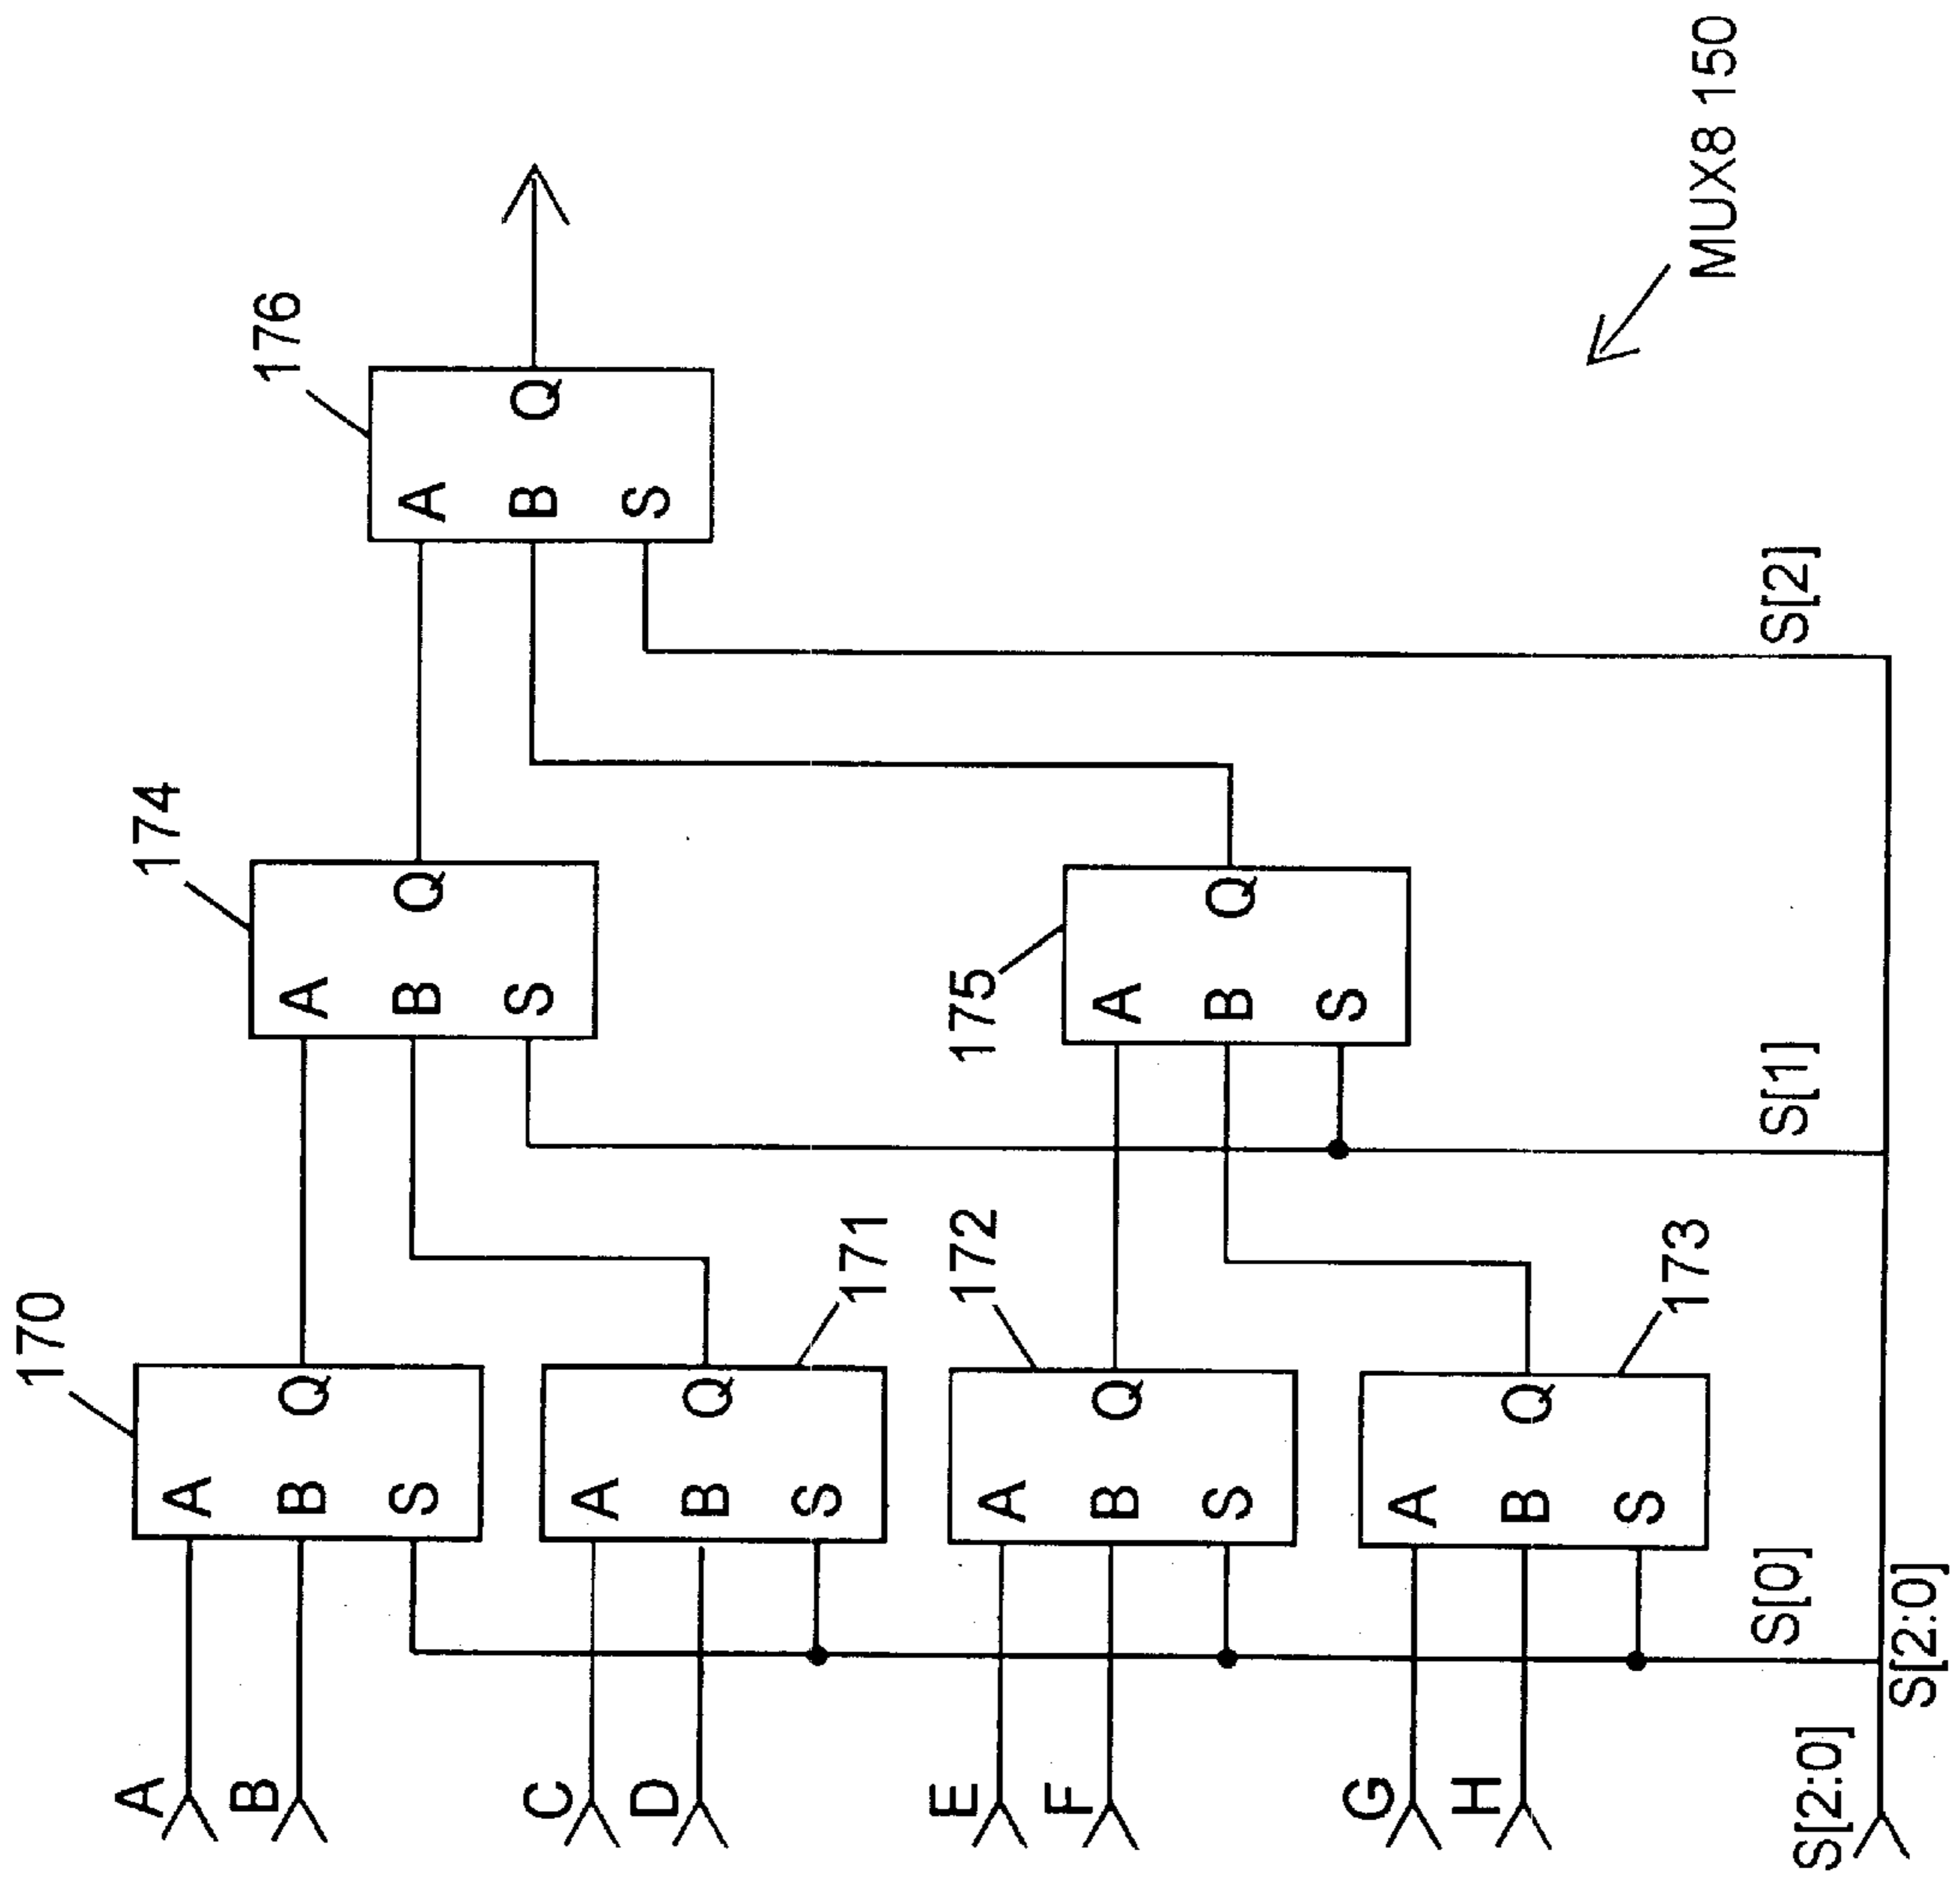 170
A
B
A
B
S
Q
C
D
A
B
S
Q
171
E
F
A
B
S
Q
172
G
H
A
B
S
Q
173
174
A
B
S
Q
175
A
B
S
Q
176
A
B
S
Q
S[0]
S[1]
S[2]
S[2:0]
S[2:0]
MUX8 150